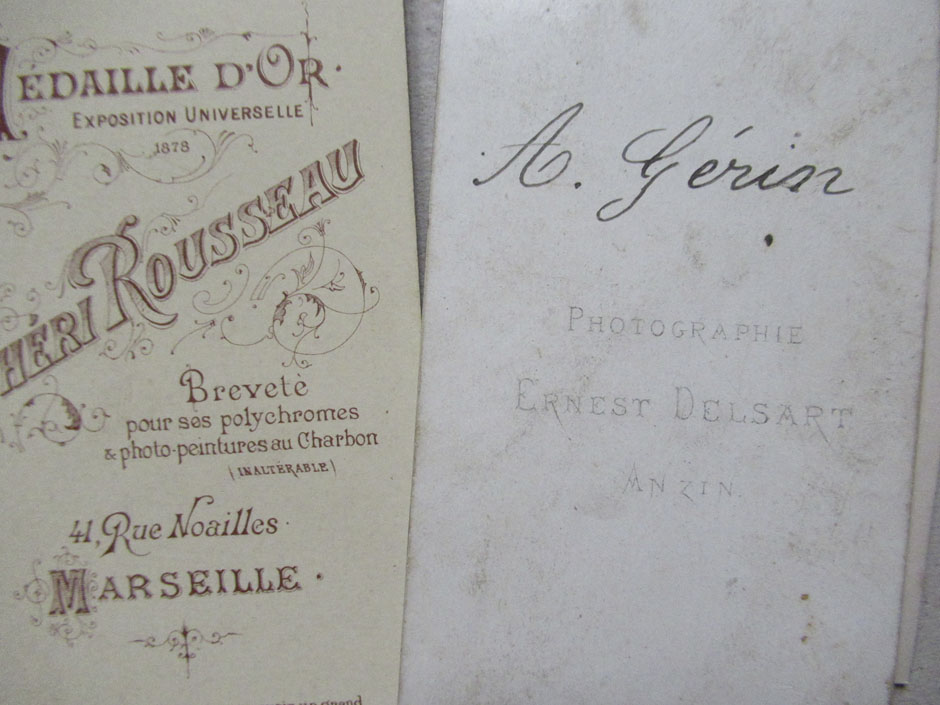 MEDAILLE D'OR.
EXPOSITION UNIVERSELLE
1878
CHÉRI ROUSSEAU
Breveté
pour ses polychromes
& photo-peintures au Charbon
(INALTÉRABLE)
41, Rue Noailles.
MARSEILLE.
A. Gérin
PHOTOGRAPHIE
ERNEST DELSART
ANZIN.